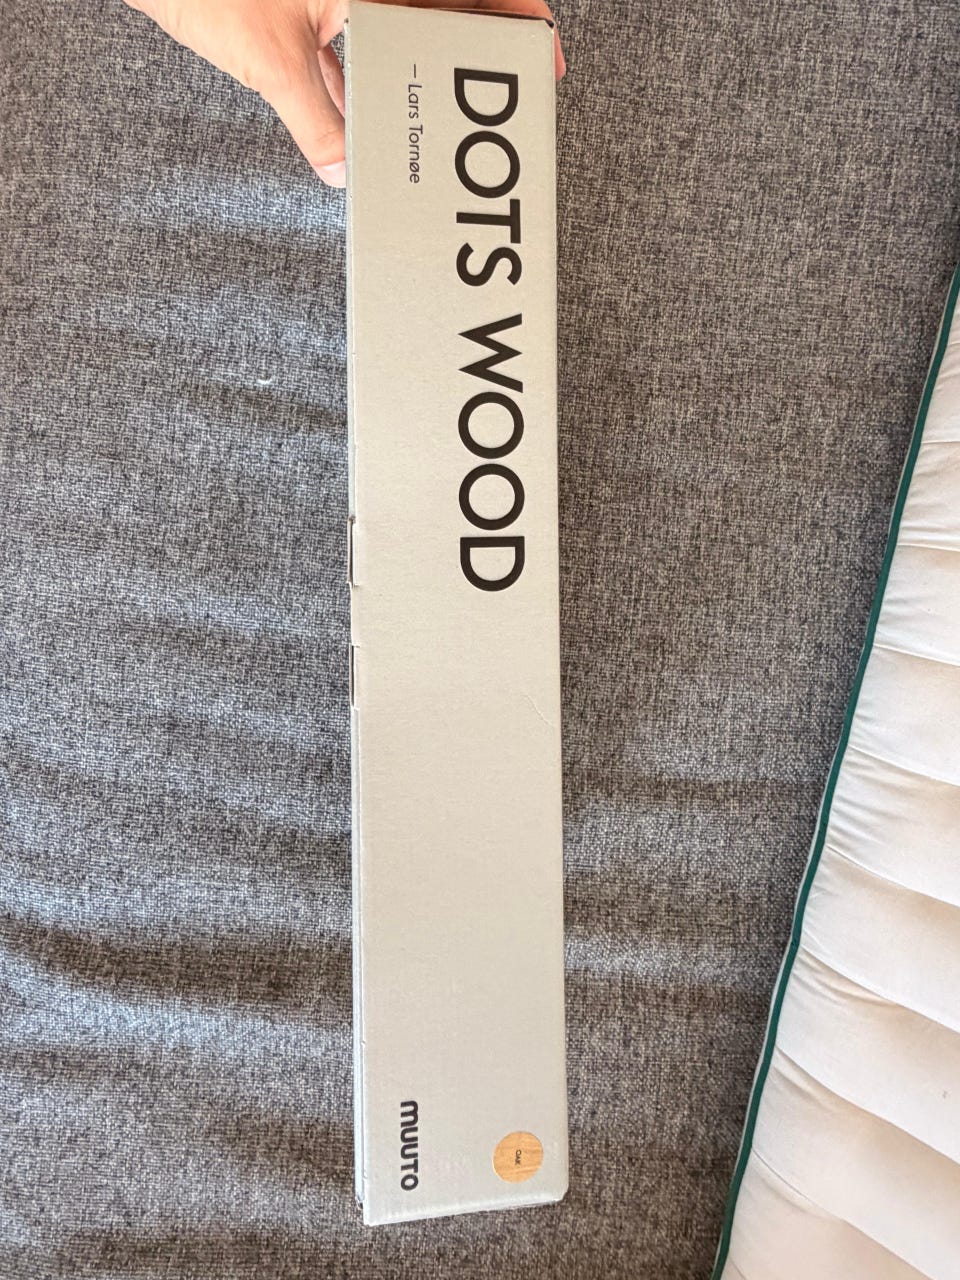 DOTS WOOD
— Lars Tornøe
OAK
muuto